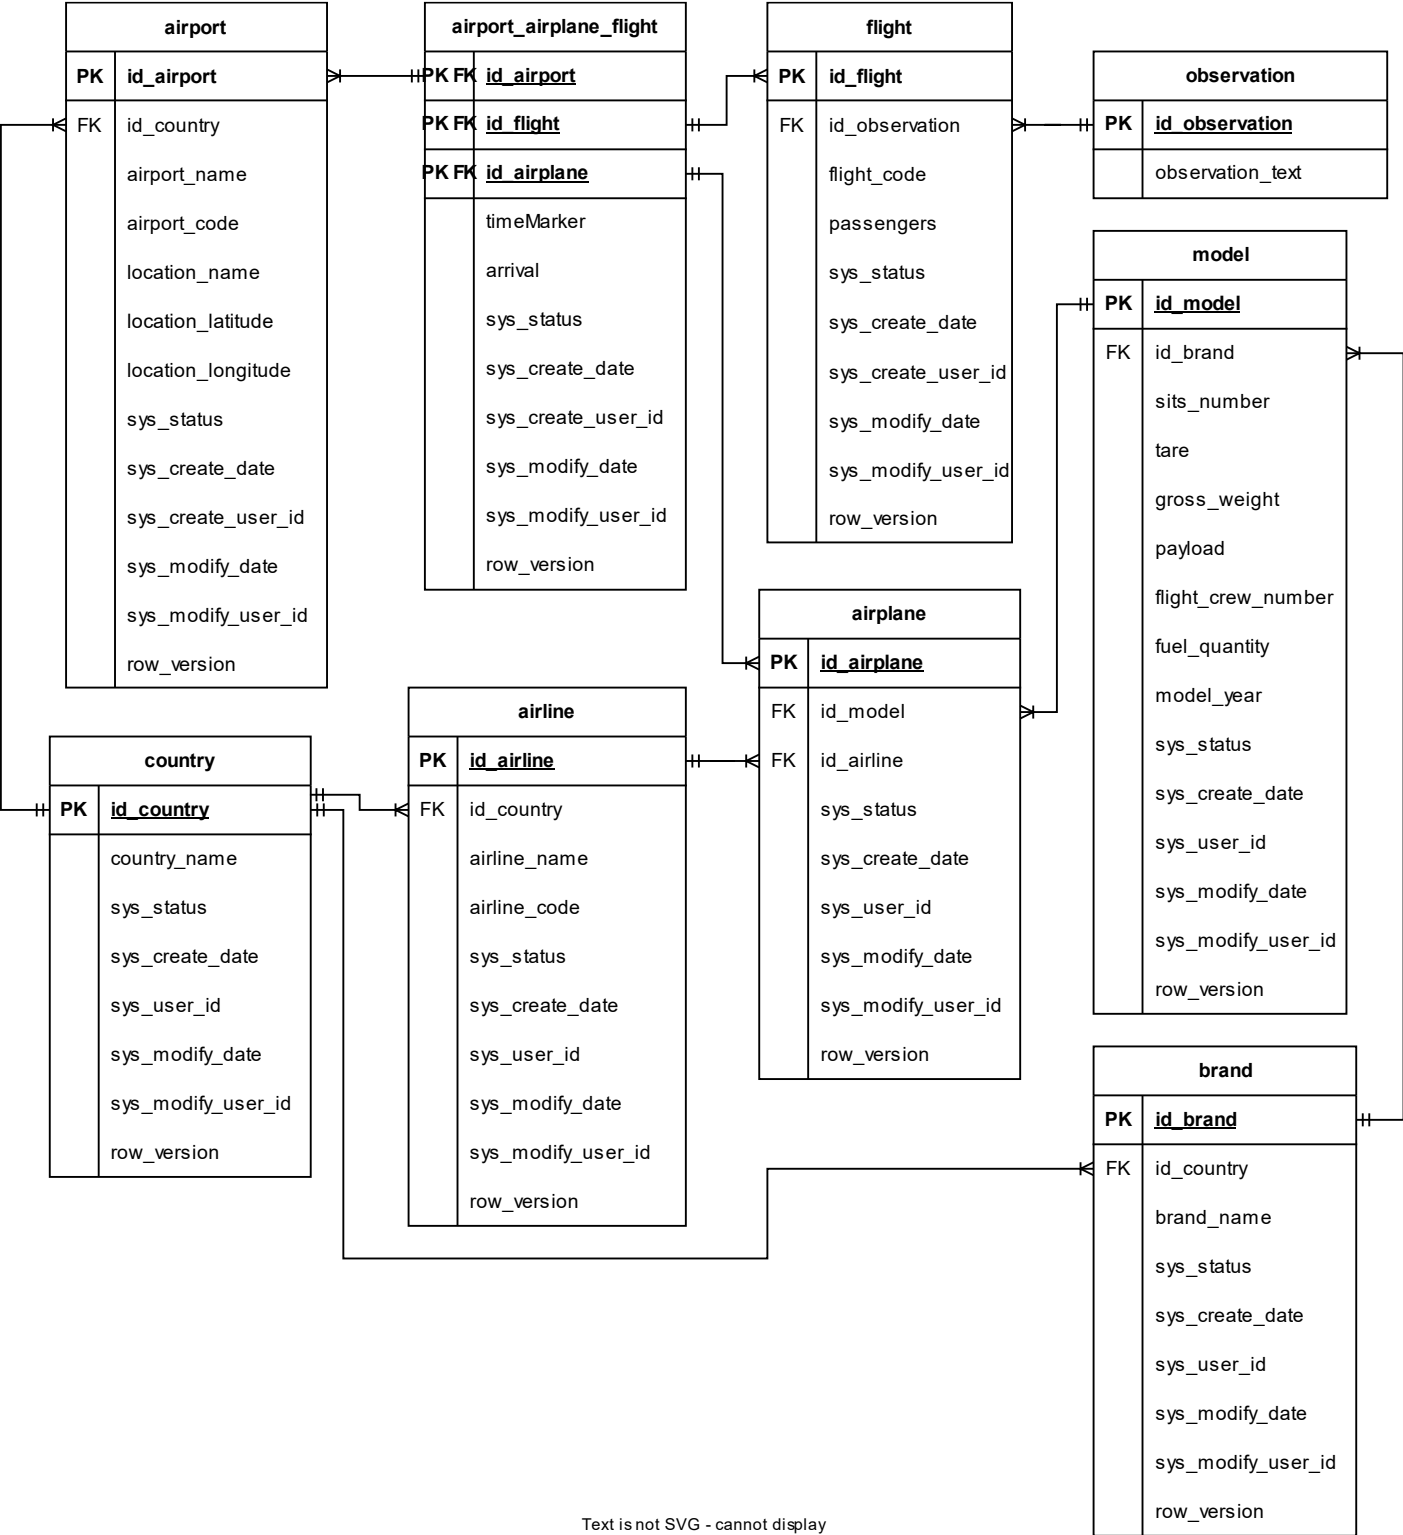 airport
PK id_airport
FK id_country
airport_name
airport_code
location_name
location_latitude
location_longitude
sys_status
sys_create_date
sys_create_user_id
sys_modify_date
sys_modify_user_id
row_version
airport_airplane_flight
PK FK id_airport
PK FK id_flight
PK FK id_airplane
timeMarker
arrival
sys_status
sys_create_date
sys_create_user_id
sys_modify_date
sys_modify_user_id
row_version
flight
PK id_flight
FK id_observation
flight_code
passengers
sys_status
sys_create_date
sys_create_user_id
sys_modify_date
sys_modify_user_id
row_version
observation
PK id_observation
observation_text
model
PK id_model
FK id_brand
sits_number
tare
gross_weight
payload
flight_crew_number
fuel_quantity
model_year
sys_status
sys_create_date
sys_user_id
sys_modify_date
sys_modify_user_id
row_version
airplane
PK id_airplane
FK id_model
FK id_airline
sys_status
sys_create_date
sys_user_id
sys_modify_date
sys_modify_user_id
row_version
airline
PK id_airline
FK id_country
airline_name
airline_code
sys_status
sys_create_date
sys_user_id
sys_modify_date
sys_modify_user_id
row_version
country
PK id_country
country_name
sys_status
sys_create_date
sys_user_id
sys_modify_date
sys_modify_user_id
row_version
brand
PK id_brand
FK id_country
brand_name
sys_status
sys_create_date
sys_user_id
sys_modify_date
sys_modify_user_id
row_version
Text is not SVG - cannot display